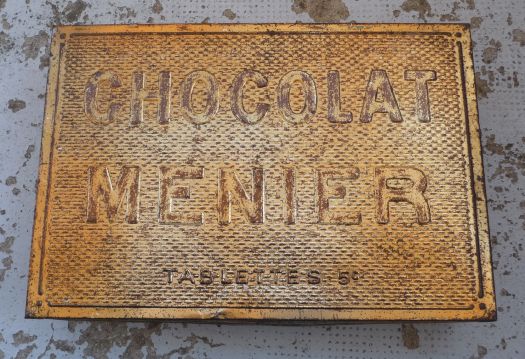 CHOCOLAT
MENIER
TABLETTES 5c